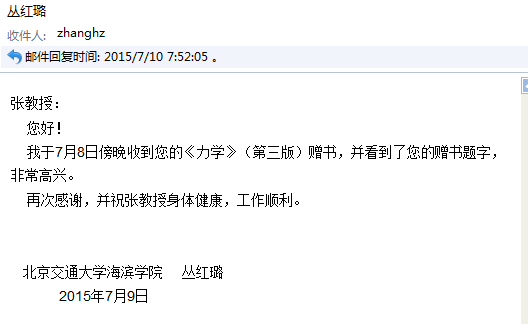 丛红璐
收件人: zhanghz
邮件回复时间: 2015/7/10 7:52:05 。
张教授：
您好！
我于7月8日傍晚收到您的《力学》（第三版）赠书，并看到了您的赠书题字，
非常高兴。
再次感谢，并祝张教授身体健康，工作顺利。
北京交通大学海滨学院 丛红璐
2015年7月9日